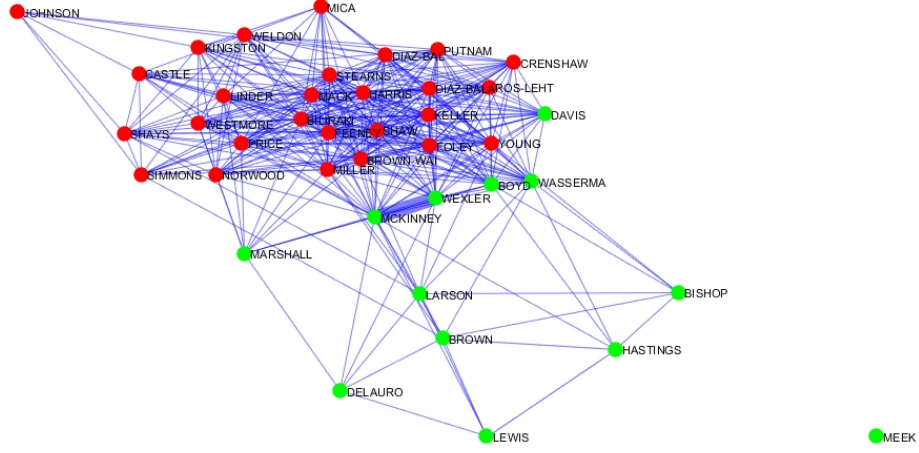 JOHNSON
MICA
WELDON
KINGSTON
PUTNAM
DIAZ-BAL
CRENSHAW
CASTLE
STEARNS
DIAZ-BALA
ROS-LEHT
LINDER
MACK
HARRIS
KELLER
DAVIS
BILIRAKI
WESTMORE
SHAYS
FEENEY
SHAW
PRICE
FOLEY
YOUNG
BROWN-WAI
MILLER
SIMMONS
NORWOOD
BOYD
WASSERMA
WEXLER
MCKINNEY
MARSHALL
LARSON
BISHOP
BROWN
HASTINGS
DELAURO
LEWIS
MEEK